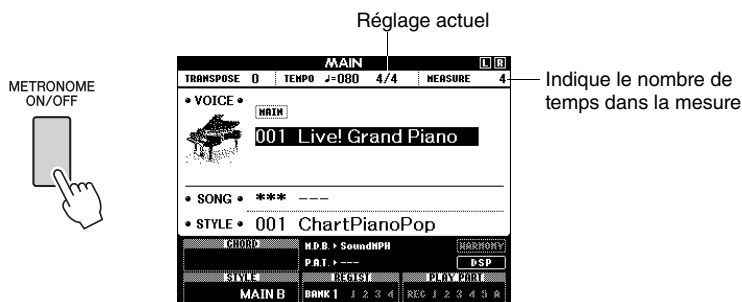 Réglage actuel
METRONOME
ON/OFF
MAIN L R
TRANSPOSE 0 TEMPO ♩=080 4/4 MEASURE 4
Indique le nombre de
temps dans la mesure
• VOICE •
MAIN
001 Live! Grand Piano
• SONG • *** ---
• STYLE • 001 ChartPianoPop
CHORD M.D.B. ▸ SoundMPH HARMONY
P.A.T. ▸ --- DSP
STYLE REGIST PLAY PART
MAIN B BANK 1 1 2 3 4 REC 1 2 3 4 5 A